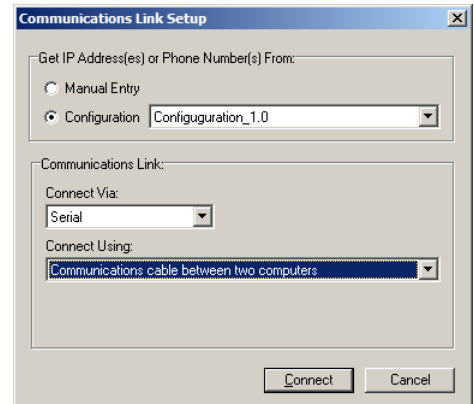 Communications Link Setup
Get IP Address(es) or Phone Number(s) From:
Manual Entry
Configuration Configuguration_1.0
Communications Link:
Connect Via:
Serial
Connect Using:
Communications cable between two computers
Connect Cancel